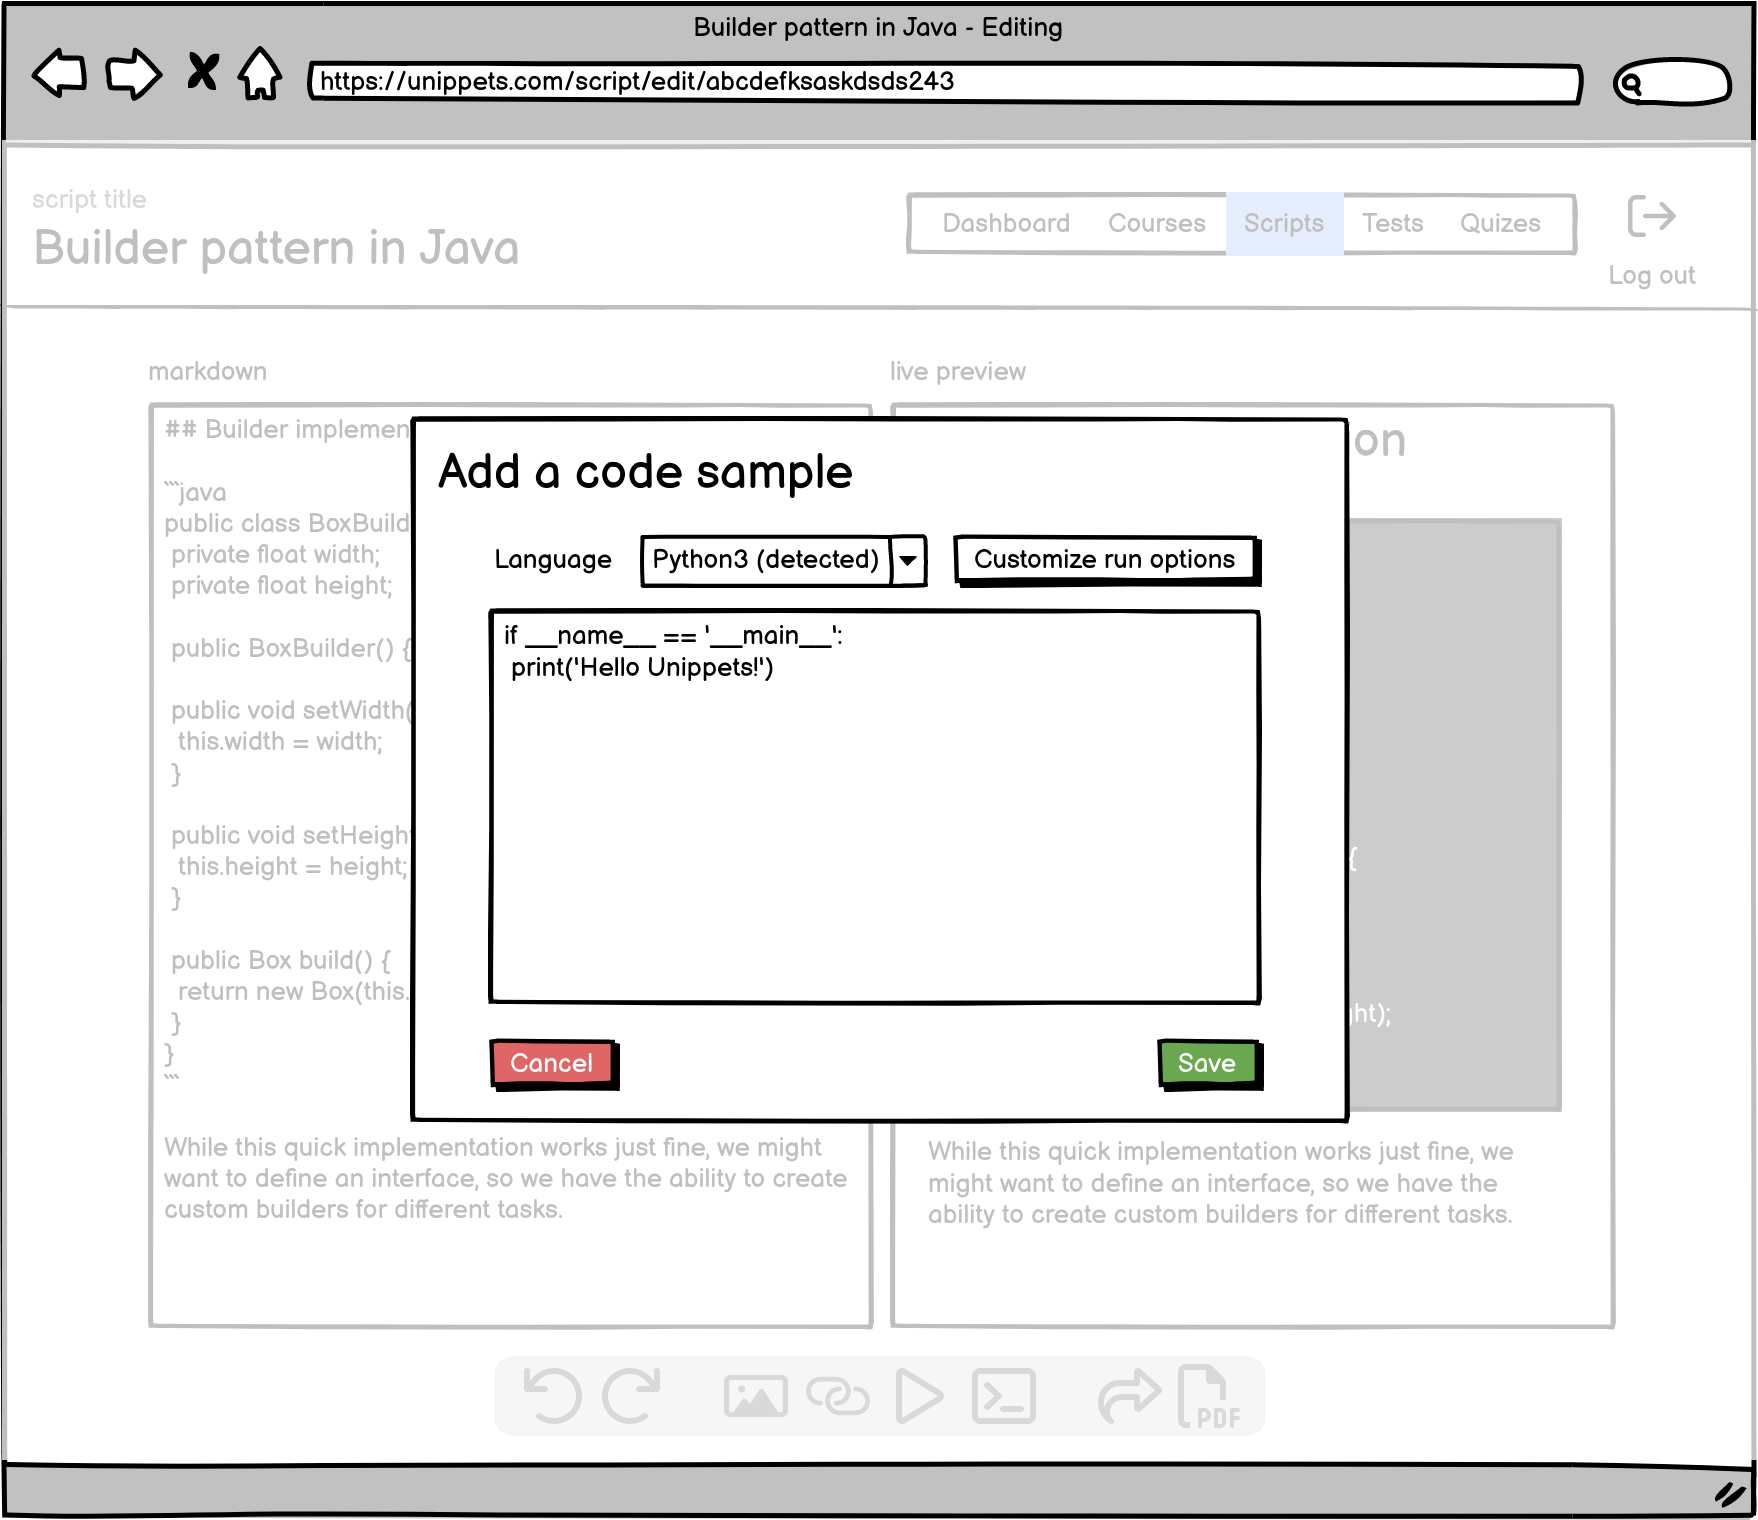 Builder pattern in Java - Editing
https://unippets.com/script/edit/abcdefksaskdsds243
script title
Builder pattern in Java
Dashboard Courses Scripts Tests Quizes
Log out
markdown
## Builder implemen
```java
public class BoxBuild
private float width;
private float height;
public BoxBuilder() {
public void setWidth(
this.width = width;
}
public void setHeight
this.height = height;
}
public Box build() {
return new Box(this.
}
}
```
While this quick implementation works just fine, we might
want to define an interface, so we have the ability to create
custom builders for different tasks.
live preview
on
{
ght);
While this quick implementation works just fine, we
might want to define an interface, so we have the
ability to create custom builders for different tasks.
Add a code sample
Language Python3 (detected) Customize run options
if __name__ == '__main__':
print('Hello Unippets!')
Cancel Save
PDF